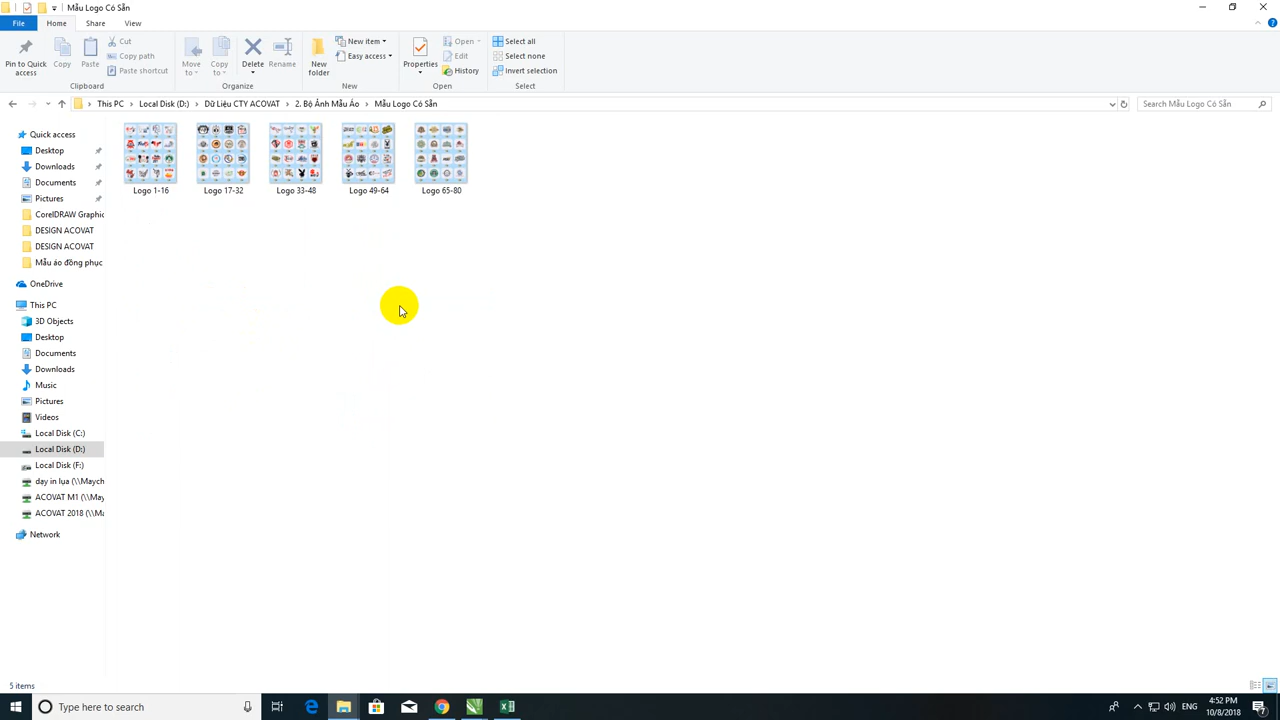 Mẫu Logo Có Sẵn
File Home Share View
Pin to Quick access
Copy
Paste
Cut
Copy path
Paste shortcut
Clipboard
Move to
Copy to
Delete
Rename
Organize
New folder
New item
Easy access
New
Properties
Open
Edit
History
Open
Select all
Select none
Invert selection
Select
This PC Local Disk (D:) Dữ Liệu CTY ACOVAT 2. Bộ Ảnh Mẫu Áo Mẫu Logo Có Sẵn
Search Mẫu Logo Có Sẵn
Quick access
Desktop
Downloads
Documents
Pictures
CorelDRAW Graphic
DESIGN ACOVAT
DESIGN ACOVAT
Mẫu áo đồng phục
OneDrive
This PC
3D Objects
Desktop
Documents
Downloads
Music
Pictures
Videos
Local Disk (C:)
Local Disk (D:)
Local Disk (F:)
dạy in lụa (\\Maych
ACOVAT M1 (\\May
ACOVAT 2018 (\\Ma
Network
Logo 1-16
Logo 17-32
Logo 33-48
Logo 49-64
Logo 65-80
5 items
Type here to search
ENG
4:52 PM
10/8/2018